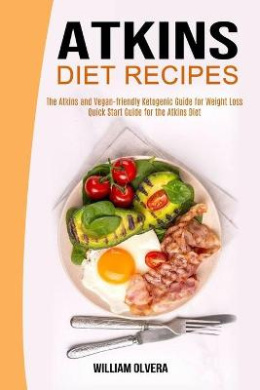 ATKINS
DIET RECIPES
The Atkins and Vegan-friendly Ketogenic Guide for Weight Loss
Quick Start Guide for the Atkins Diet
WILLIAM OLVERA